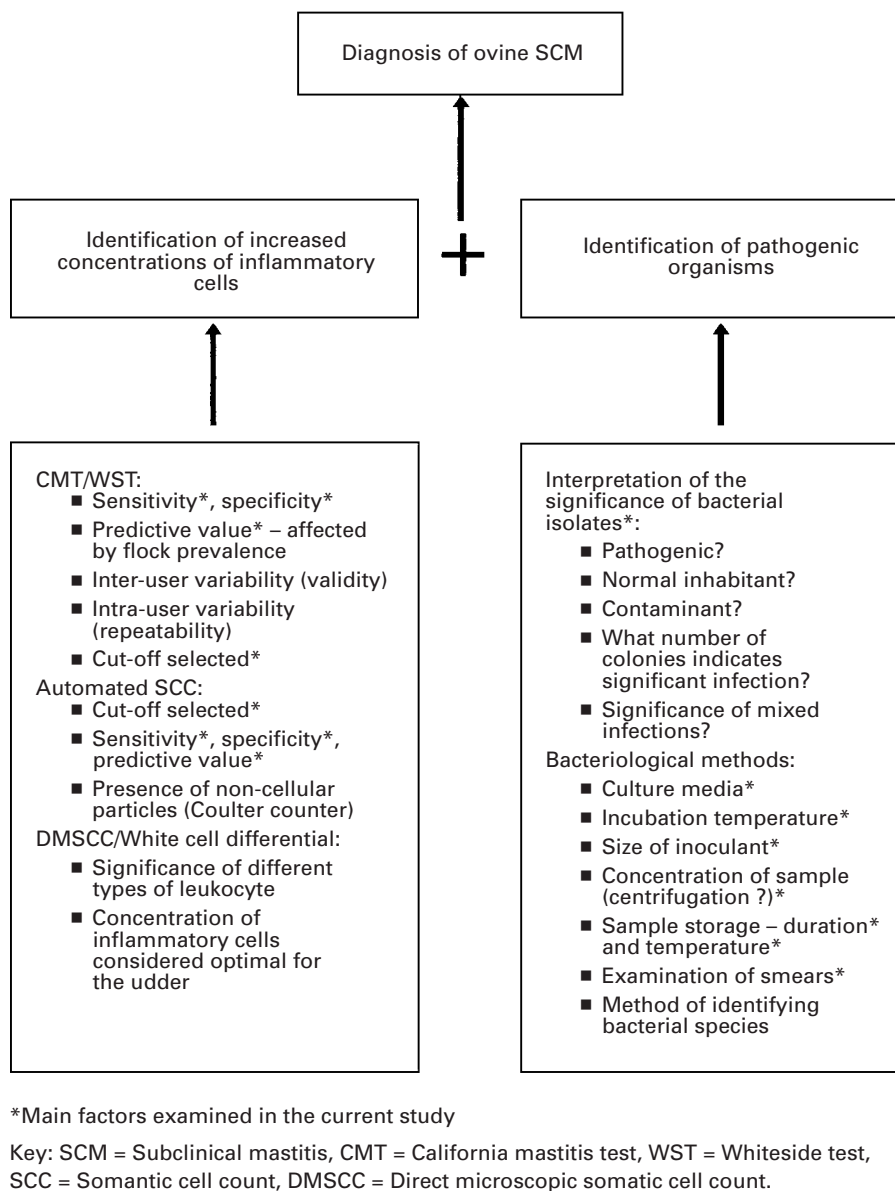 Diagnosis of ovine SCM
Identification of increased
concentrations of inflammatory
cells
+
Identification of pathogenic
organisms
CMT/WST:
■ Sensitivity*, specificity*
■ Predictive value* – affected
by flock prevalence
■ Inter-user variability (validity)
■ Intra-user variability
(repeatability)
■ Cut-off selected*
Automated SCC:
■ Cut-off selected*
■ Sensitivity*, specificity*,
predictive value*
■ Presence of non-cellular
particles (Coulter counter)
DMSCC/White cell differential:
■ Significance of different
types of leukocyte
■ Concentration of
inflammatory cells
considered optimal for
the udder
Interpretation of the
significance of bacterial
isolates*:
■ Pathogenic?
■ Normal inhabitant?
■ Contaminant?
■ What number of
colonies indicates
significant infection?
■ Significance of mixed
infections?
Bacteriological methods:
■ Culture media*
■ Incubation temperature*
■ Size of inoculant*
■ Concentration of sample
(centrifugation ?)*
■ Sample storage – duration*
and temperature*
■ Examination of smears*
■ Method of identifying
bacterial species
*Main factors examined in the current study
Key: SCM = Subclinical mastitis, CMT = California mastitis test, WST = Whiteside test,
SCC = Somantic cell count, DMSCC = Direct microscopic somatic cell count.